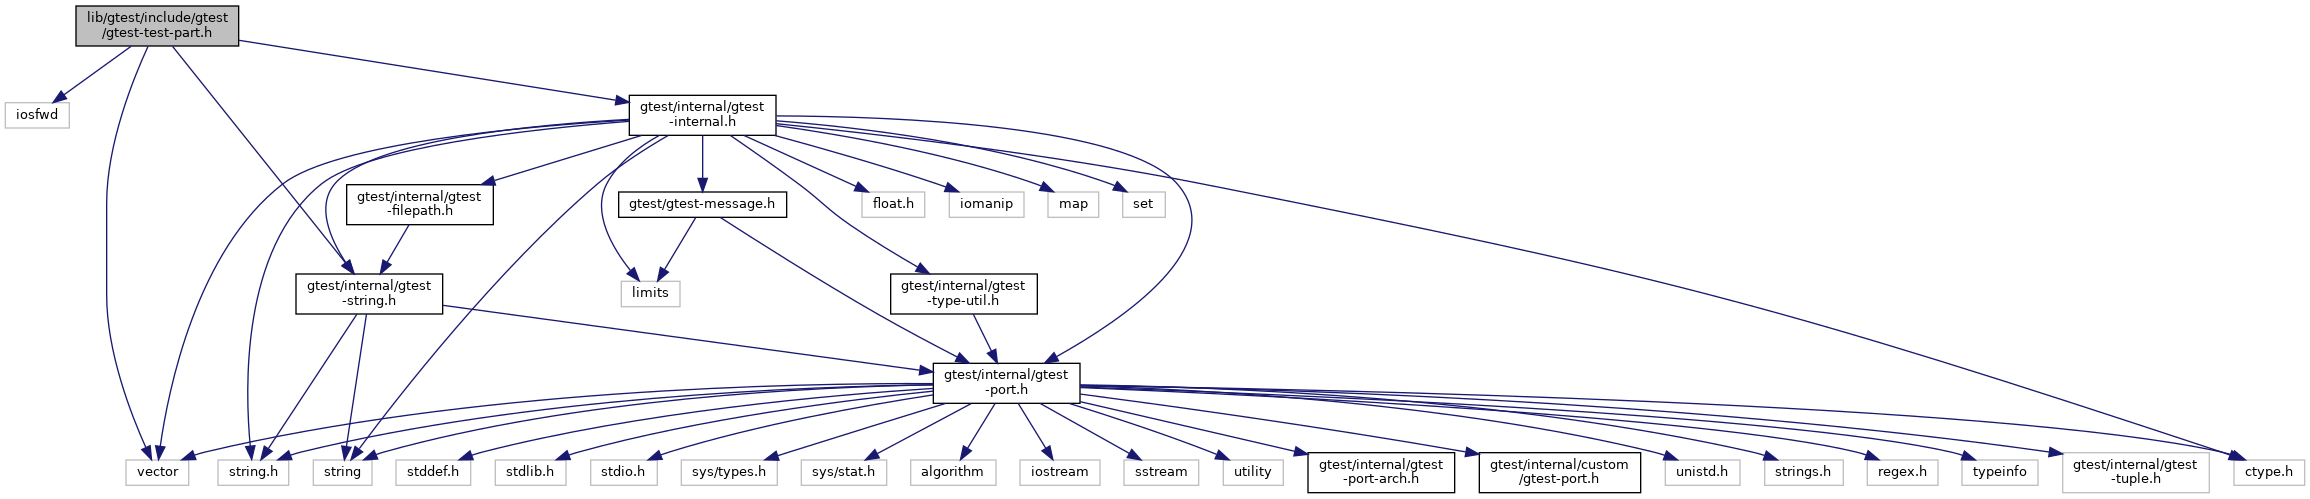 lib/gtest/include/gtest
/gtest-test-part.h
iosfwd
gtest/internal/gtest
-internal.h
gtest/internal/gtest
-filepath.h
gtest/gtest-message.h
float.h
iomanip
map
set
gtest/internal/gtest
-string.h
limits
gtest/internal/gtest
-type-util.h
gtest/internal/gtest
-port.h
vector
string.h
string
stddef.h
stdlib.h
stdio.h
sys/types.h
sys/stat.h
algorithm
iostream
sstream
utility
gtest/internal/gtest
-port-arch.h
gtest/internal/custom
/gtest-port.h
unistd.h
strings.h
regex.h
typeinfo
gtest/internal/gtest
-tuple.h
ctype.h